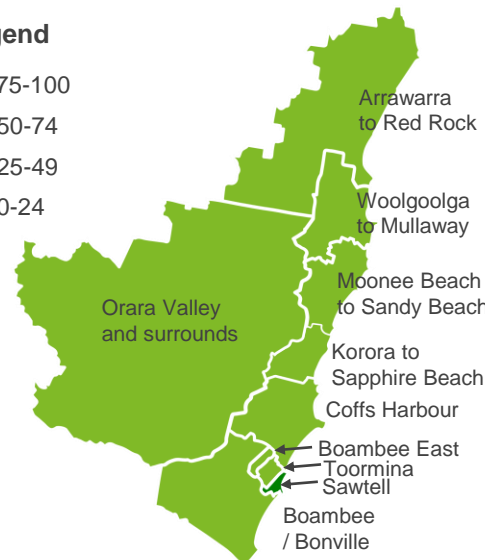 gend
75-100
50-74
25-49
0-24
Arrawarra
to Red Rock
Woolgoolga
to Mullaway
Moonee Beach
to Sandy Beach
Orara Valley
and surrounds
Korora to
Sapphire Beach
Coffs Harbour
Boambee East
Toormina
Sawtell
Boambee
/ Bonville